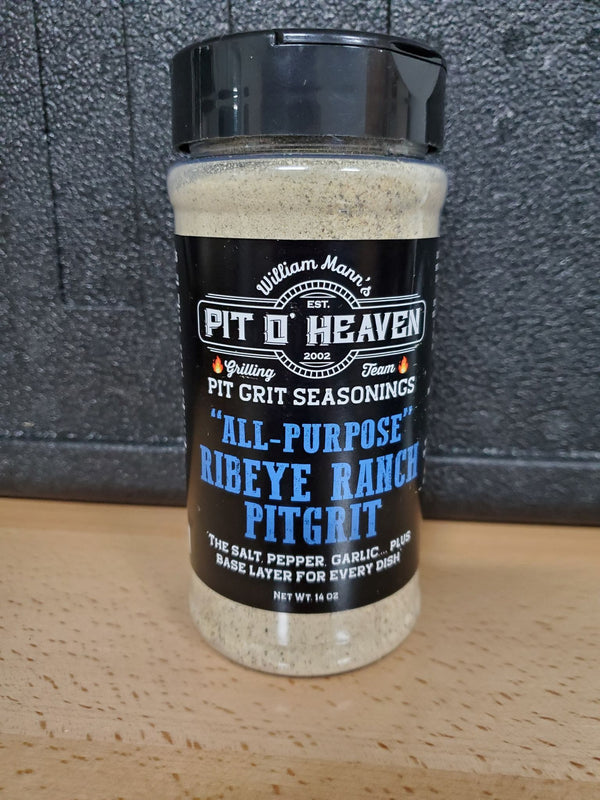 William Mann's
EST.
PIT O' HEAVEN
2002
Grilling Team
PIT GRIT SEASONINGS
"ALL-PURPOSE"
RIBEYE RANCH
PITGRIT
THE SALT, PEPPER, GARLIC... PLUS
BASE LAYER FOR EVERY DISH
NET WT. 14 OZ